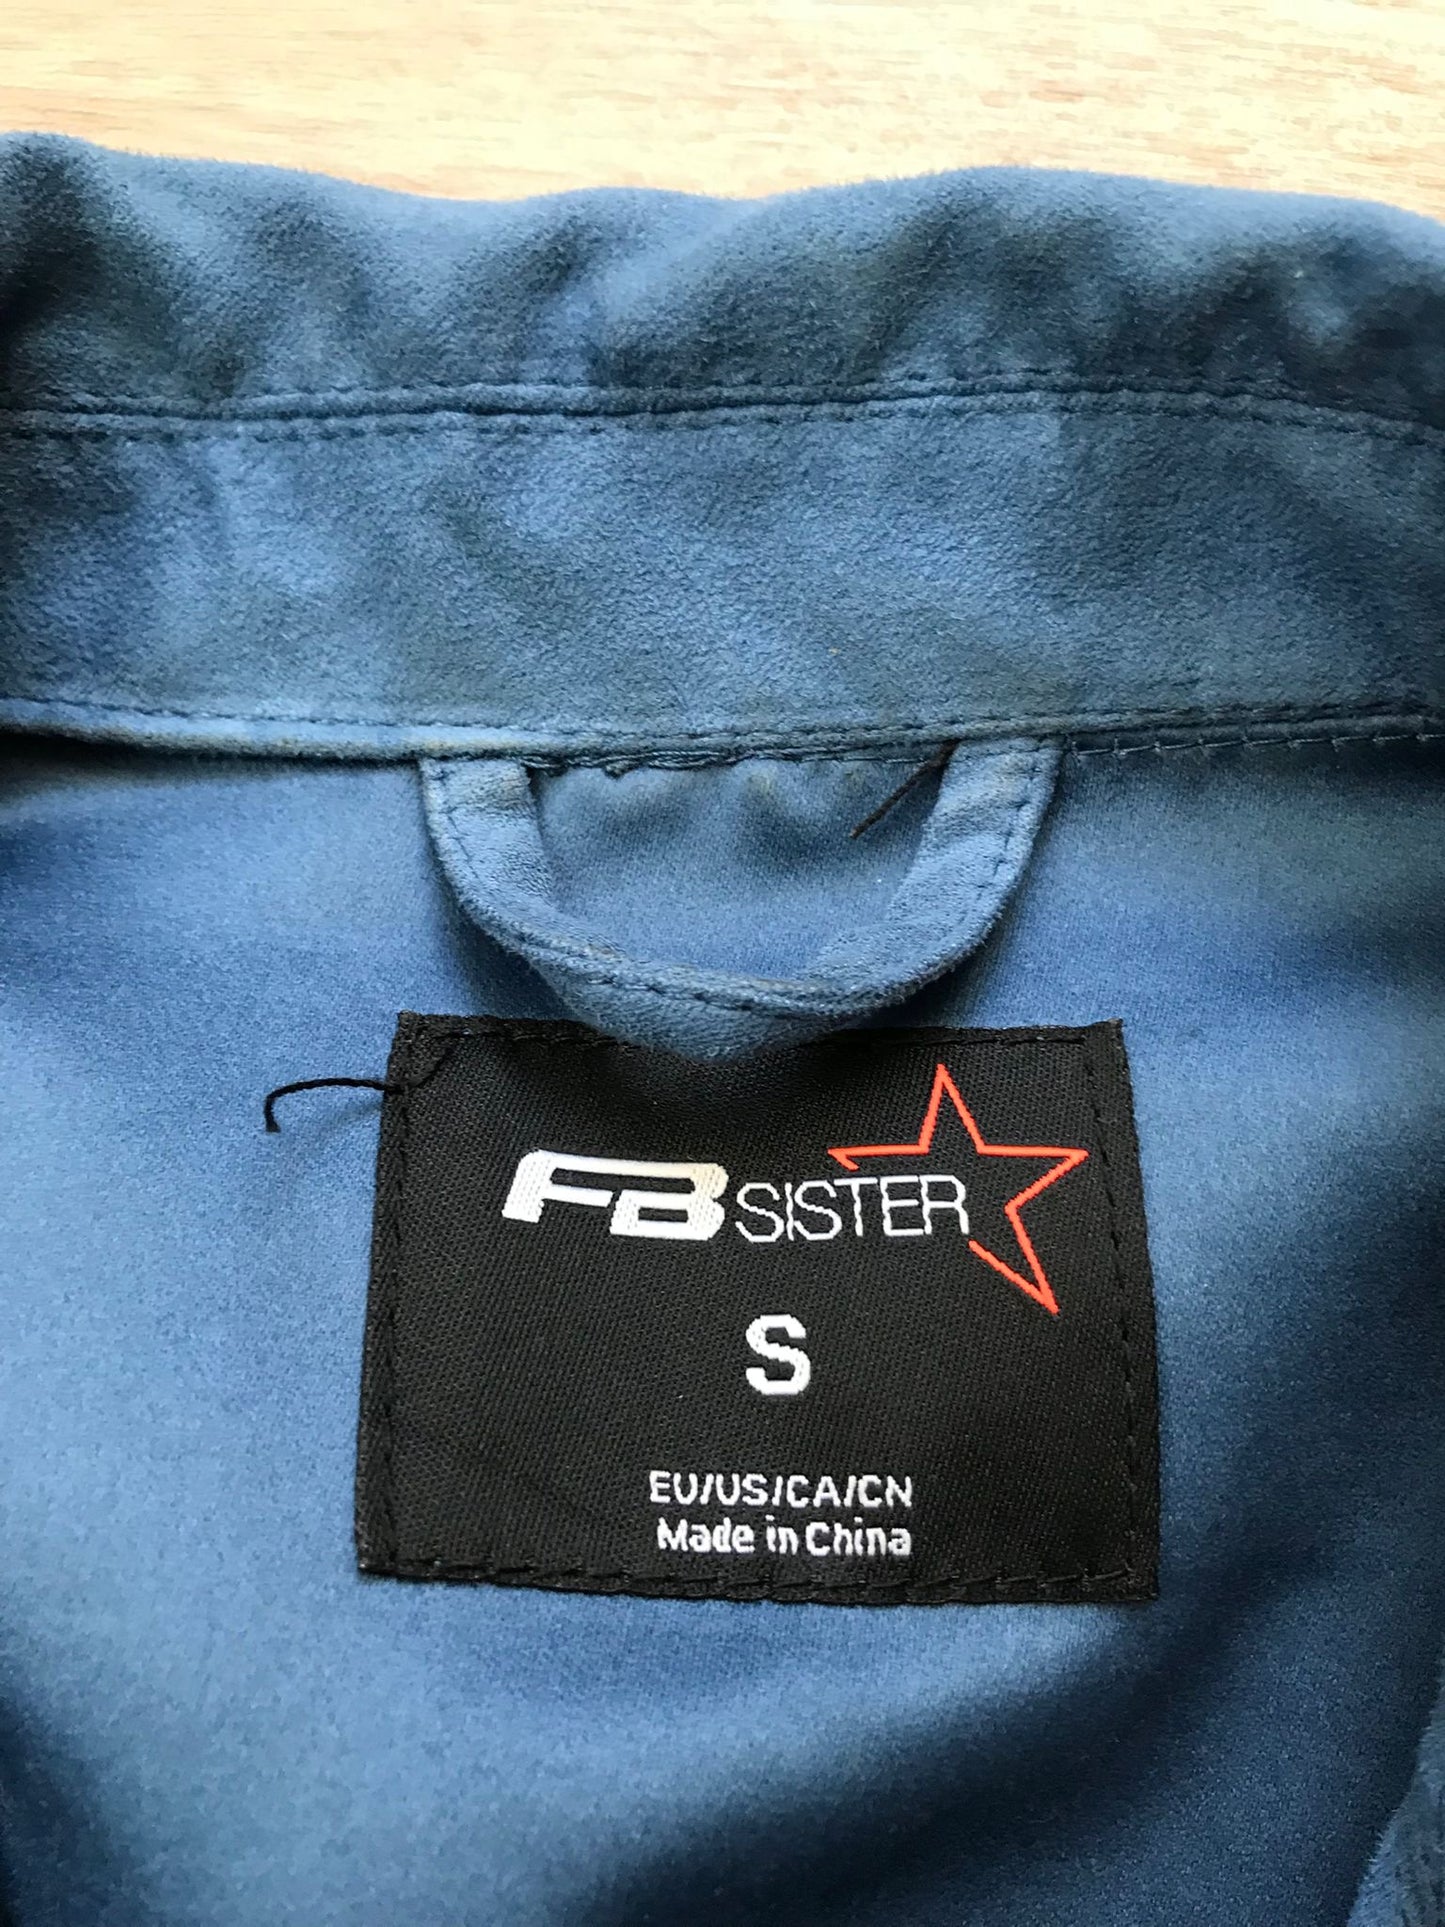 FB SISTER
S
EU/US/CA/CN
Made in China